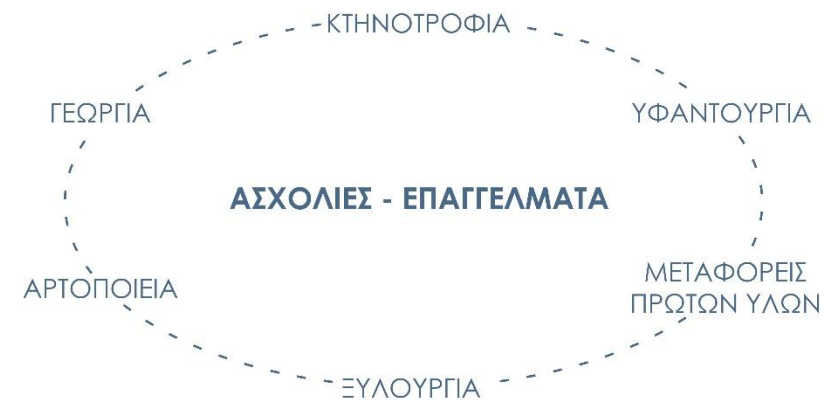 ΚΤΗΝΟΤΡΟΦΙΑ
ΓΕΩΡΓΙΑ
ΥΦΑΝΤΟΥΡΓΙΑ
ΑΣΧΟΛΙΕΣ - ΕΠΑΓΓΕΛΜΑΤΑ
ΑΡΤΟΠΟΙΕΙΑ
ΜΕΤΑΦΟΡΕΙΣ
ΠΡΩΤΩΝ ΥΛΩΝ
ΞΥΛΟΥΡΓΙΑ